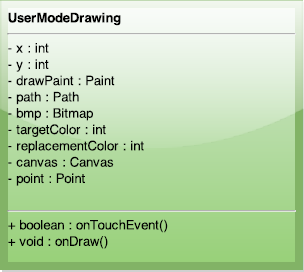 UserModeDrawing
- x : int
- y : int
- drawPaint : Paint
- path : Path
- bmp : Bitmap
- targetColor : int
- replacementColor : int
- canvas : Canvas
- point : Point
+ boolean : onTouchEvent()
+ void : onDraw()